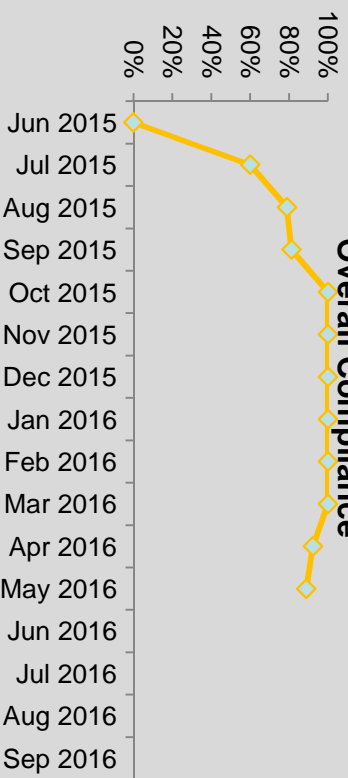 Overall Compliance
100%
80%
60%
40%
20%
0%
Jun 2015
Jul 2015
Aug 2015
Sep 2015
Oct 2015
Nov 2015
Dec 2015
Jan 2016
Feb 2016
Mar 2016
Apr 2016
May 2016
Jun 2016
Jul 2016
Aug 2016
Sep 2016